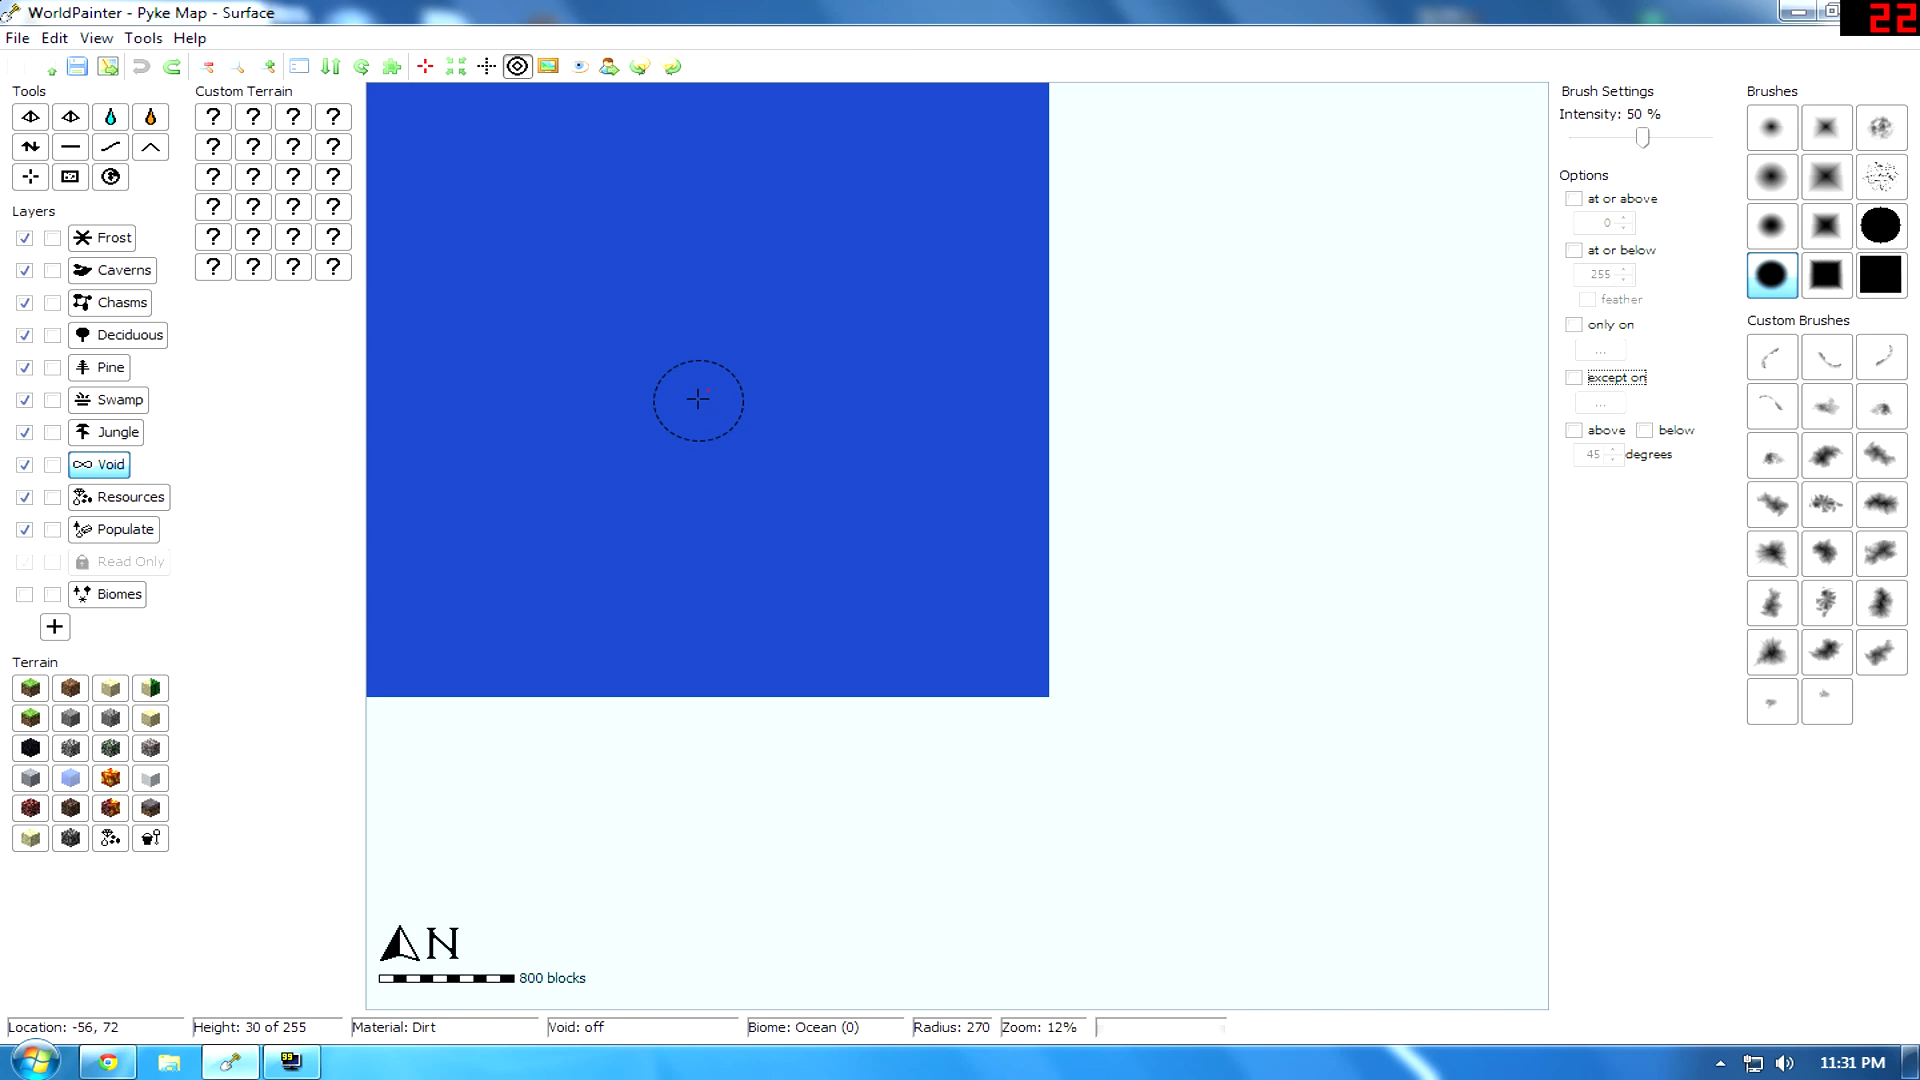 WorldPainter - Pyke Map - Surface
22
File Edit View Tools Help
Tools
Custom Terrain
? ? ? ?
? ? ? ?
? ? ? ?
? ? ? ?
? ? ? ?
? ? ? ?
Layers
Frost
Caverns
Chasms
Deciduous
Pine
Swamp
Jungle
Void
Resources
Populate
Read Only
Biomes
+
Terrain
N
800 blocks
Brush Settings
Intensity: 50 %
Options
at or above
0
at or below
255
feather
only on
...
except on
...
above below
45 degrees
Brushes
Custom Brushes
Location: -56, 72 Height: 30 of 255 Material: Dirt Void: off Biome: Ocean (0) Radius: 270 Zoom: 12%
99
11:31 PM